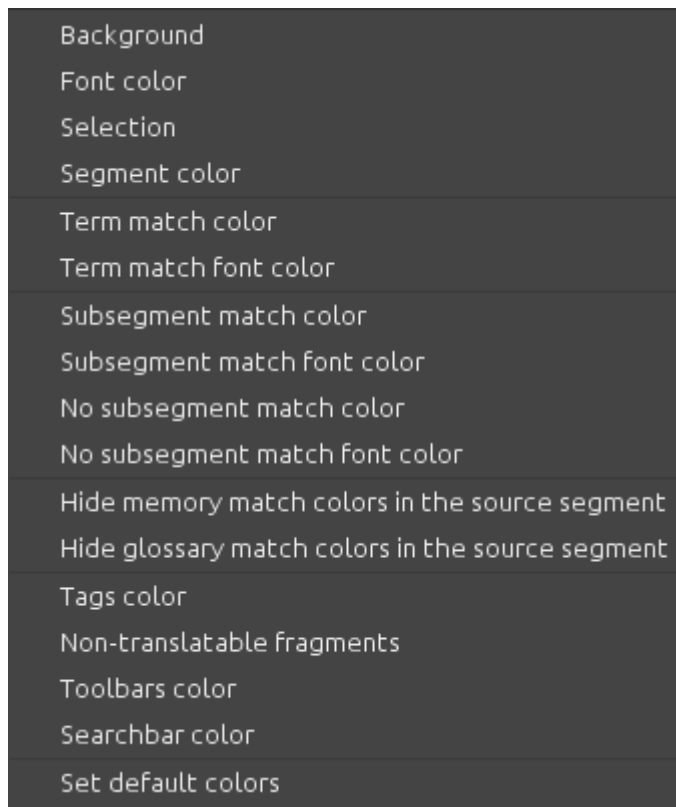 Background
Font color
Selection
Segment color
Term match color
Term match font color
Subsegment match color
Subsegment match font color
No subsegment match color
No subsegment match font color
Hide memory match colors in the source segment
Hide glossary match colors in the source segment
Tags color
Non-translatable fragments
Toolbars color
Searchbar color
Set default colors